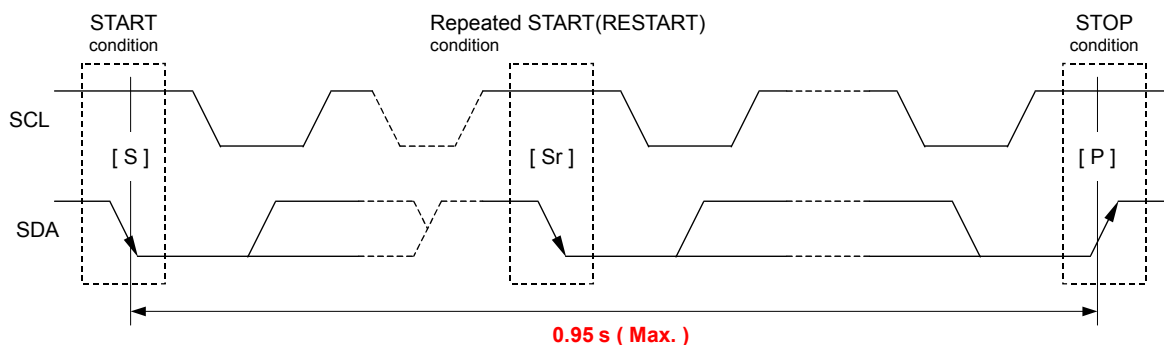 START
condition
Repeated START(RESTART)
condition
STOP
condition
SCL
[ S ]
[ Sr ]
[ P ]
SDA
0.95 s ( Max. )